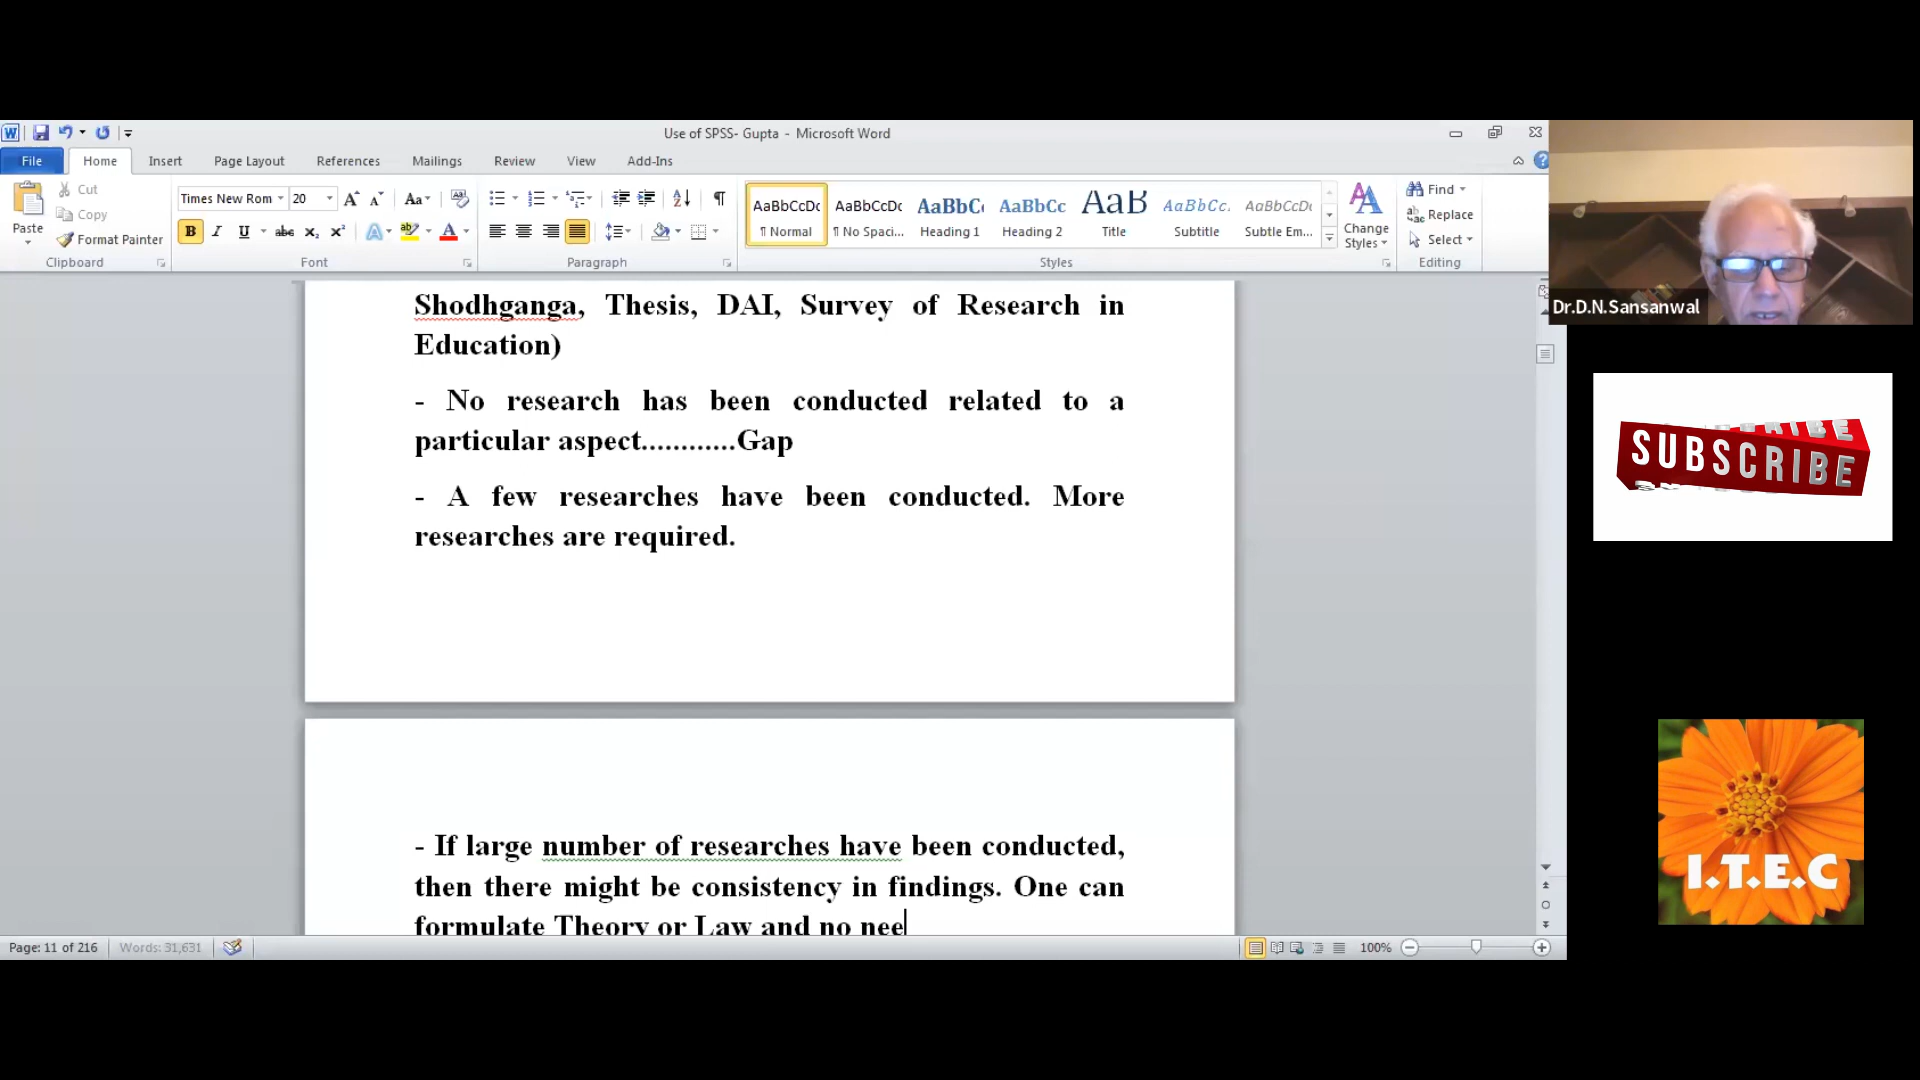 Use of SPSS- Gupta - Microsoft Word
File Home Insert Page Layout References Mailings Review View Add-Ins
Paste
Cut
Copy
Format Painter
Clipboard
Times New Rom 20
Font
Paragraph
AaBbCcDc AaBbCcDc AaBbC AaBbCc AaB AaBbCc. AaBbCcDc
¶ Normal ¶ No Spaci... Heading 1 Heading 2 Title Subtitle Subtle Em...
Change
Styles
Styles
Find
Replace
Select
Editing
Dr.D.N.Sansanwal
Shodhganga, Thesis, DAI, Survey of Research in
Education)
- No research has been conducted related to a
particular aspect............Gap
- A few researches have been conducted. More
researches are required.
- If large number of researches have been conducted,
then there might be consistency in findings. One can
formulate Theory or Law and no nee
SUBSCRIBE
I.T.E.C
Page: 11 of 216 Words: 31,631 100%